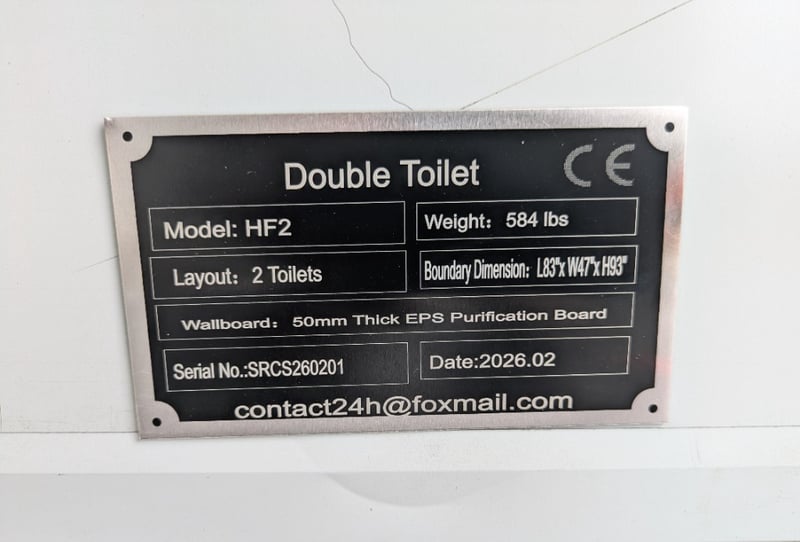 Double Toilet CE
Model: HF2
Weight: 584 lbs
Layout: 2 Toilets
Boundary Dimension: L83"x W47"x H93"
Wallboard: 50mm Thick EPS Purification Board
Serial No.:SRCS260201
Date:2026.02
contact24h@foxmail.com